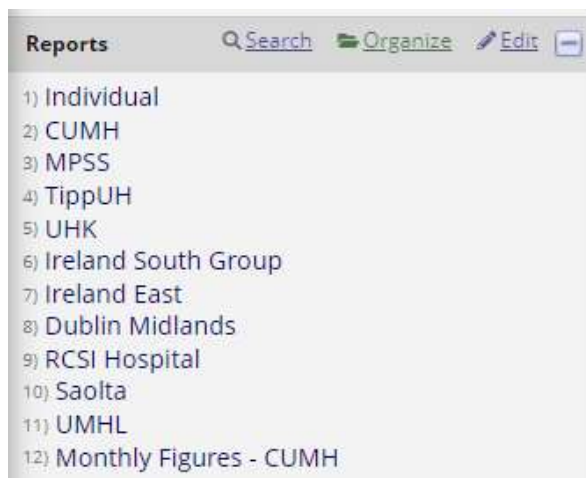 Reports Search Organize Edit
1) Individual
2) CUMH
3) MPSS
4) TippUH
5) UHK
6) Ireland South Group
7) Ireland East
8) Dublin Midlands
9) RCSI Hospital
10) Saolta
11) UMHL
12) Monthly Figures - CUMH